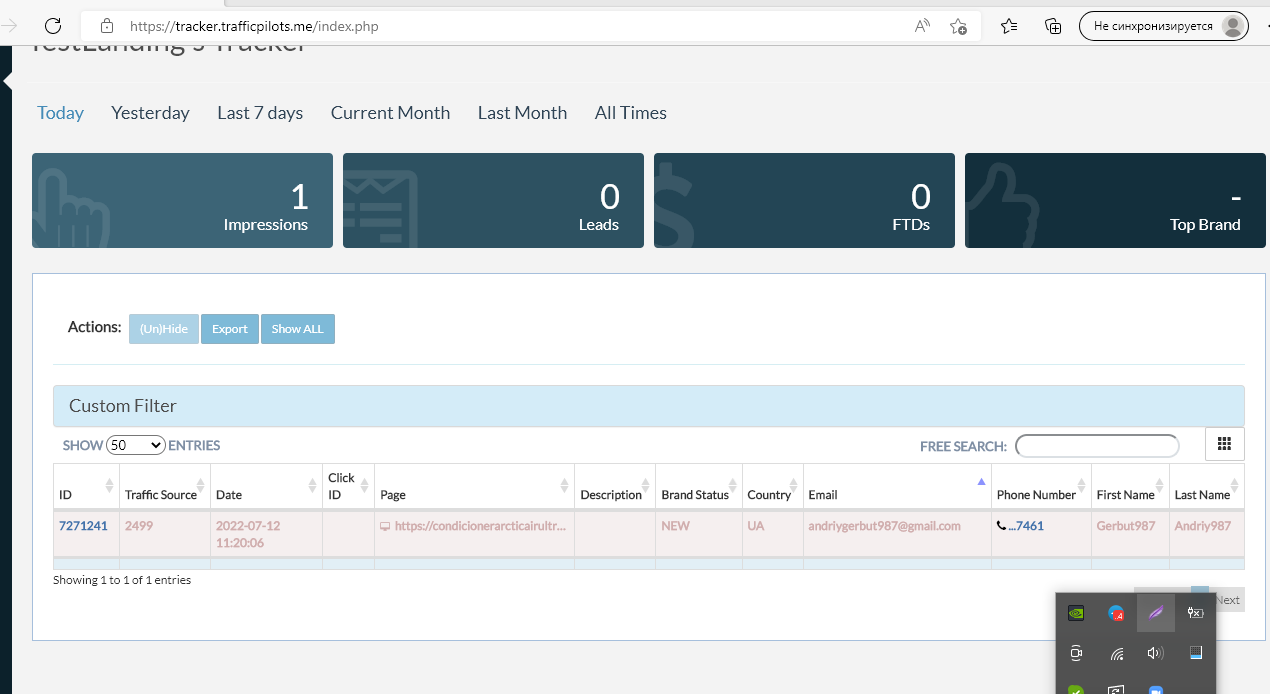 https://tracker.trafficpilots.me/index.php
Не синхронизируется
TestLanding's Tracker
Today Yesterday Last 7 days Current Month Last Month All Times
1 0 0 -
Impressions Leads FTDs Top Brand
Actions: (Un)Hide Export Show ALL
Custom Filter
SHOW 50 ENTRIES FREE SEARCH:
ID Traffic Source Date Click ID Page Description Brand Status Country Email Phone Number First Name Last Name
7271241 2499 2022-07-12 11:20:06 https://condicionerarcticairultr... NEW UA andriygerbut987@gmail.com ...7461 Gerbut987 Andriy987
Showing 1 to 1 of 1 entries
Next